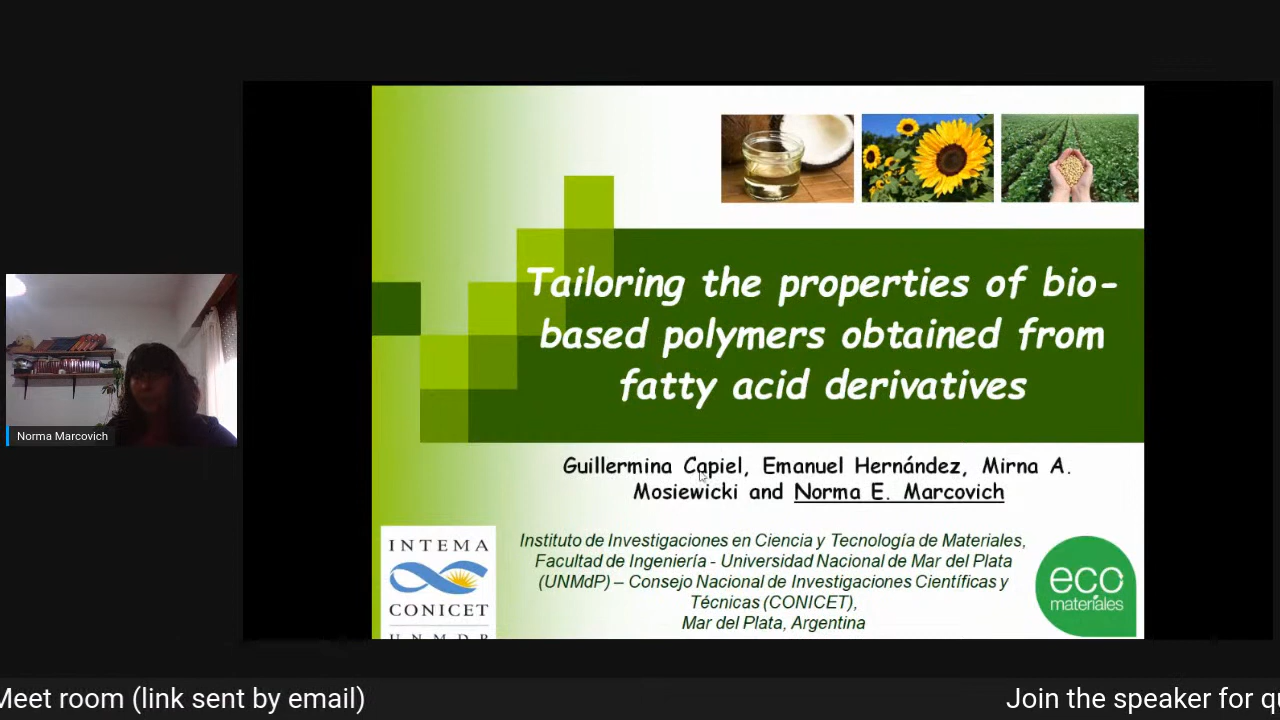 Tailoring the properties of bio-
based polymers obtained from
fatty acid derivatives
Guillermina Capiel, Emanuel Hernández, Mirna A.
Mosiewicki and Norma E. Marcovich
INTEMA
CONICET
UNMDP
Instituto de Investigaciones en Ciencia y Tecnología de Materiales,
Facultad de Ingeniería - Universidad Nacional de Mar del Plata
(UNMdP) – Consejo Nacional de Investigaciones Científicas y
Técnicas (CONICET),
Mar del Plata, Argentina
eco
materiales
Norma Marcovich
Meet room (link sent by email)
Join the speaker for qu